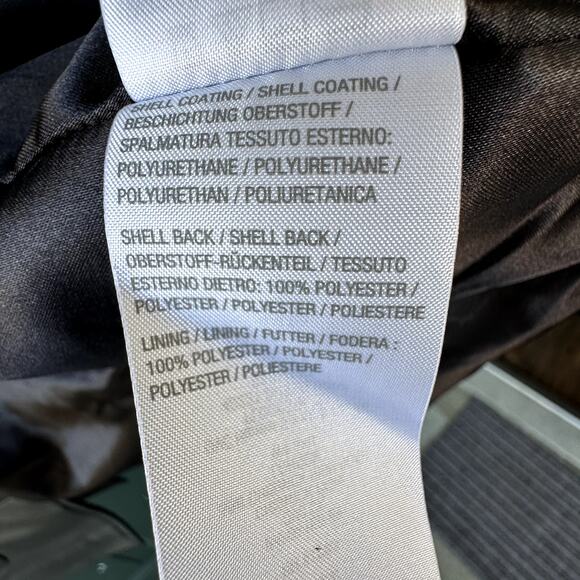 SHELL COATING / SHELL COATING /
BESCHICHTUNG OBERSTOFF /
SPALMATURA TESSUTO ESTERNO:
POLYURETHANE / POLYURETHANE /
POLYURETHAN / POLIURETANICA
SHELL BACK / SHELL BACK /
OBERSTOFF-RÜCKENTEIL / TESSUTO
ESTERNO DIETRO: 100% POLYESTER /
POLYESTER / POLYESTER / POLIESTERE
LINING / LINING / FUTTER / FODERA :
100% POLYESTER / POLYESTER /
POLYESTER / POLIESTERE